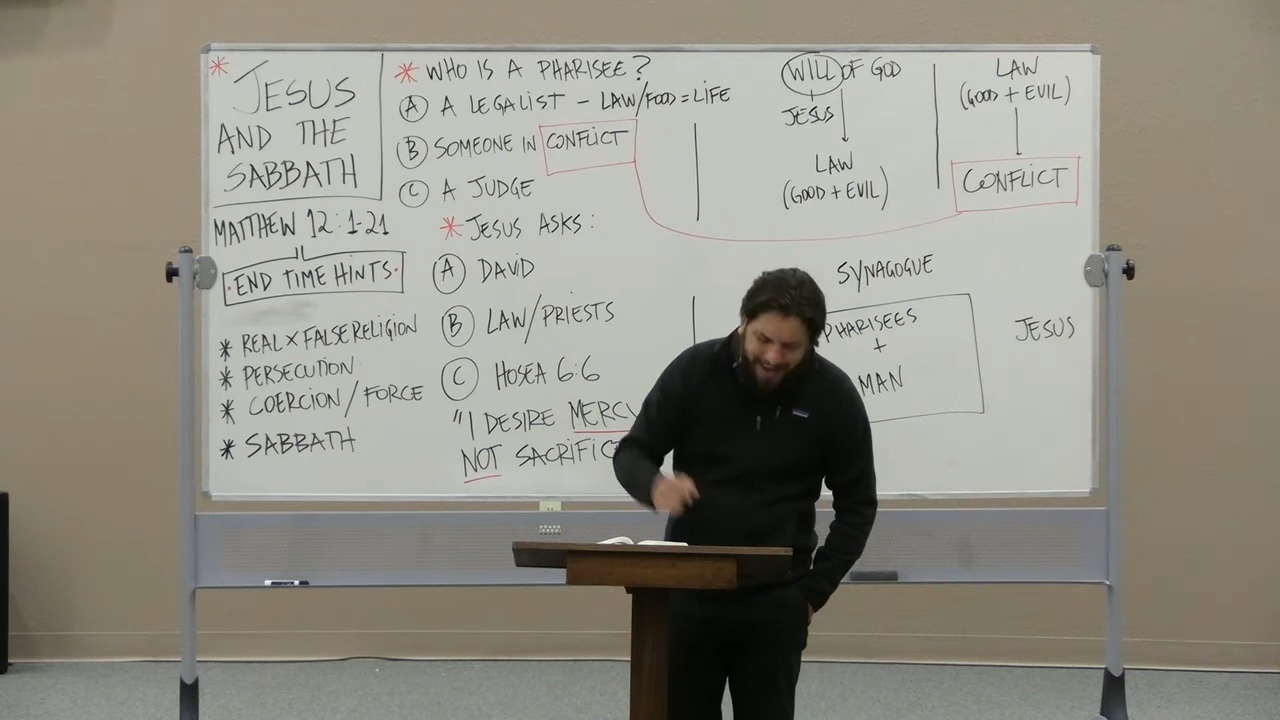 * JESUS
AND THE
SABBATH
MATTHEW 12:1-21
· END TIME HINTS ·
* REAL X FALSE RELIGION
* PERSECUTION
* COERCION / FORCE
* SABBATH
* WHO IS A PHARISEE?
(A) A LEGALIST – LAW/FOOD = LIFE
(B) SOMEONE IN CONFLICT
(C) A JUDGE
* JESUS ASKS:
(A) DAVID
(B) LAW/PRIESTS
(C) HOSEA 6:6
"I DESIRE MERCY
NOT SACRIFIC
WILL OF GOD
JESUS
LAW
(GOOD + EVIL)
LAW
(GOOD + EVIL)
CONFLICT
SYNAGOGUE
PHARISEES
+
MAN
JESUS